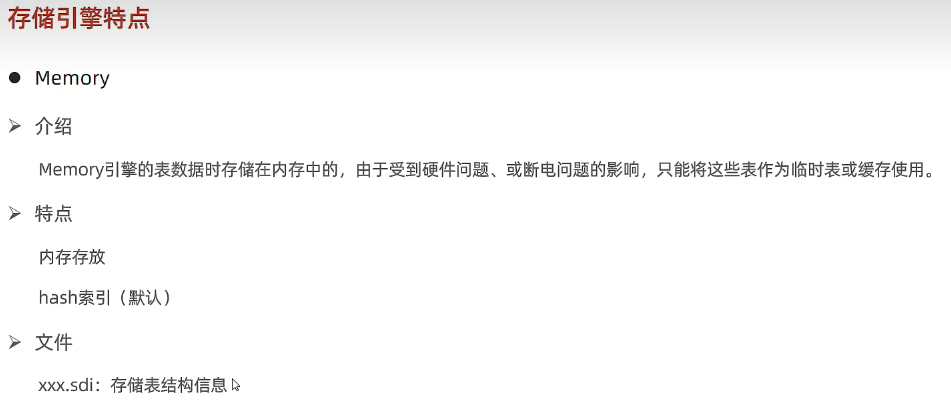 存储引擎特点
Memory
介绍
Memory引擎的表数据时存储在内存中的，由于受到硬件问题、或断电问题的影响，只能将这些表作为临时表或缓存使用。
特点
内存存放
hash索引（默认）
文件
xxx.sdi：存储表结构信息